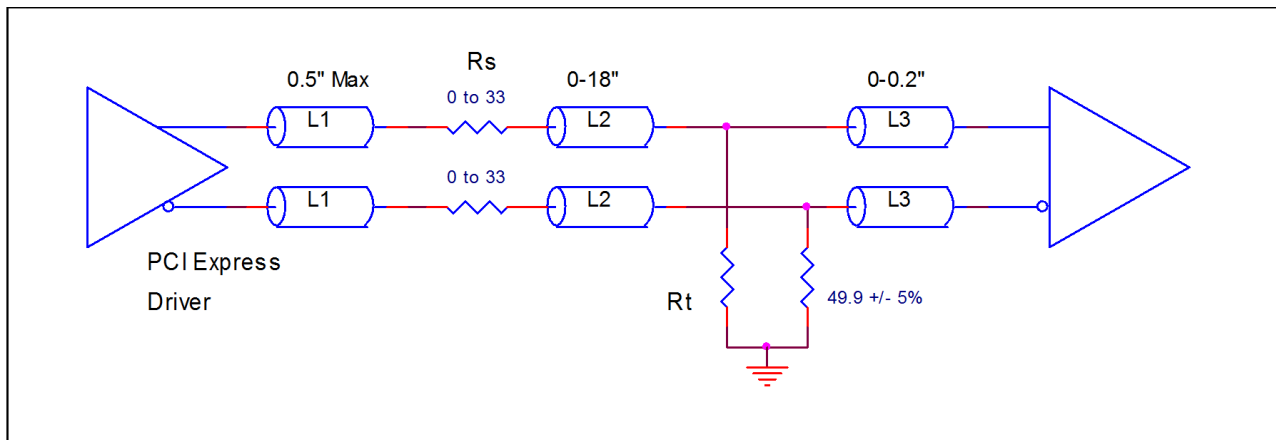 Rs
0.5" Max
0-18"
0-0.2"
0 to 33
L1
L2
L3
0 to 33
L1
L2
L3
PCI Express
Driver
Rt
49.9 +/- 5%